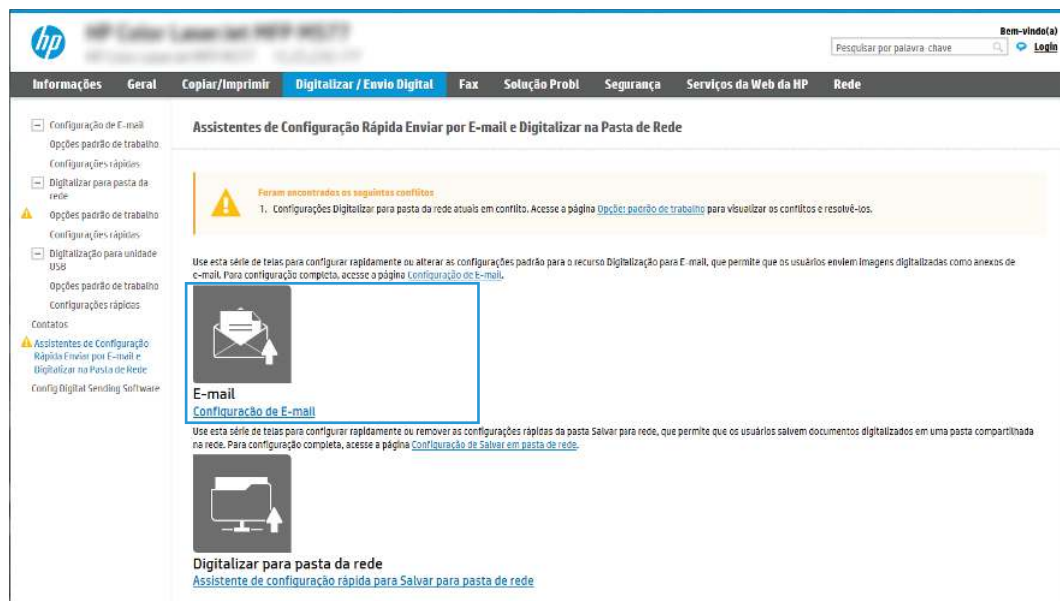 hp
Bem-vindo(a)
Pesquisar por palavra-chave
Login
Informações Geral Copiar/Imprimir Digitalizar / Envio Digital Fax Solução Probl Segurança Serviços da Web da HP Rede
Configuração de E-mail
Opções padrão de trabalho
Configurações rápidas
Digitalizar para pasta da
rede
Opções padrão de trabalho
Configurações rápidas
Digitalização para unidade
USB
Opções padrão de trabalho
Configurações rápidas
Contatos
Assistentes de Configuração
Rápida Enviar por E-mail e
Digitalizar na Pasta de Rede
Config Digital Sending Software
Assistentes de Configuração Rápida Enviar por E-mail e Digitalizar na Pasta de Rede
Foram encontrados os seguintes conflitos
1. Configurações Digitalizar para pasta da rede atuais em conflito. Acesse a página Opções padrão de trabalho para visualizar os conflitos e resolvê-los.
Use esta série de telas para configurar rapidamente ou alterar as configurações padrão para o recurso Digitalização para E-mail, que permite que os usuários enviem imagens digitalizadas como anexos de
e-mail. Para configuração completa, acesse a página Configuração de E-mail.
E-mail
Configuração de E-mail
Use esta série de telas para configurar rapidamente ou remover as configurações rápidas da pasta Salvar para rede, que permite que os usuários salvem documentos digitalizados em uma pasta compartilhada
na rede. Para configuração completa, acesse a página Configuração de Salvar em pasta de rede.
Digitalizar para pasta da rede
Assistente de configuração rápida para Salvar para pasta de rede